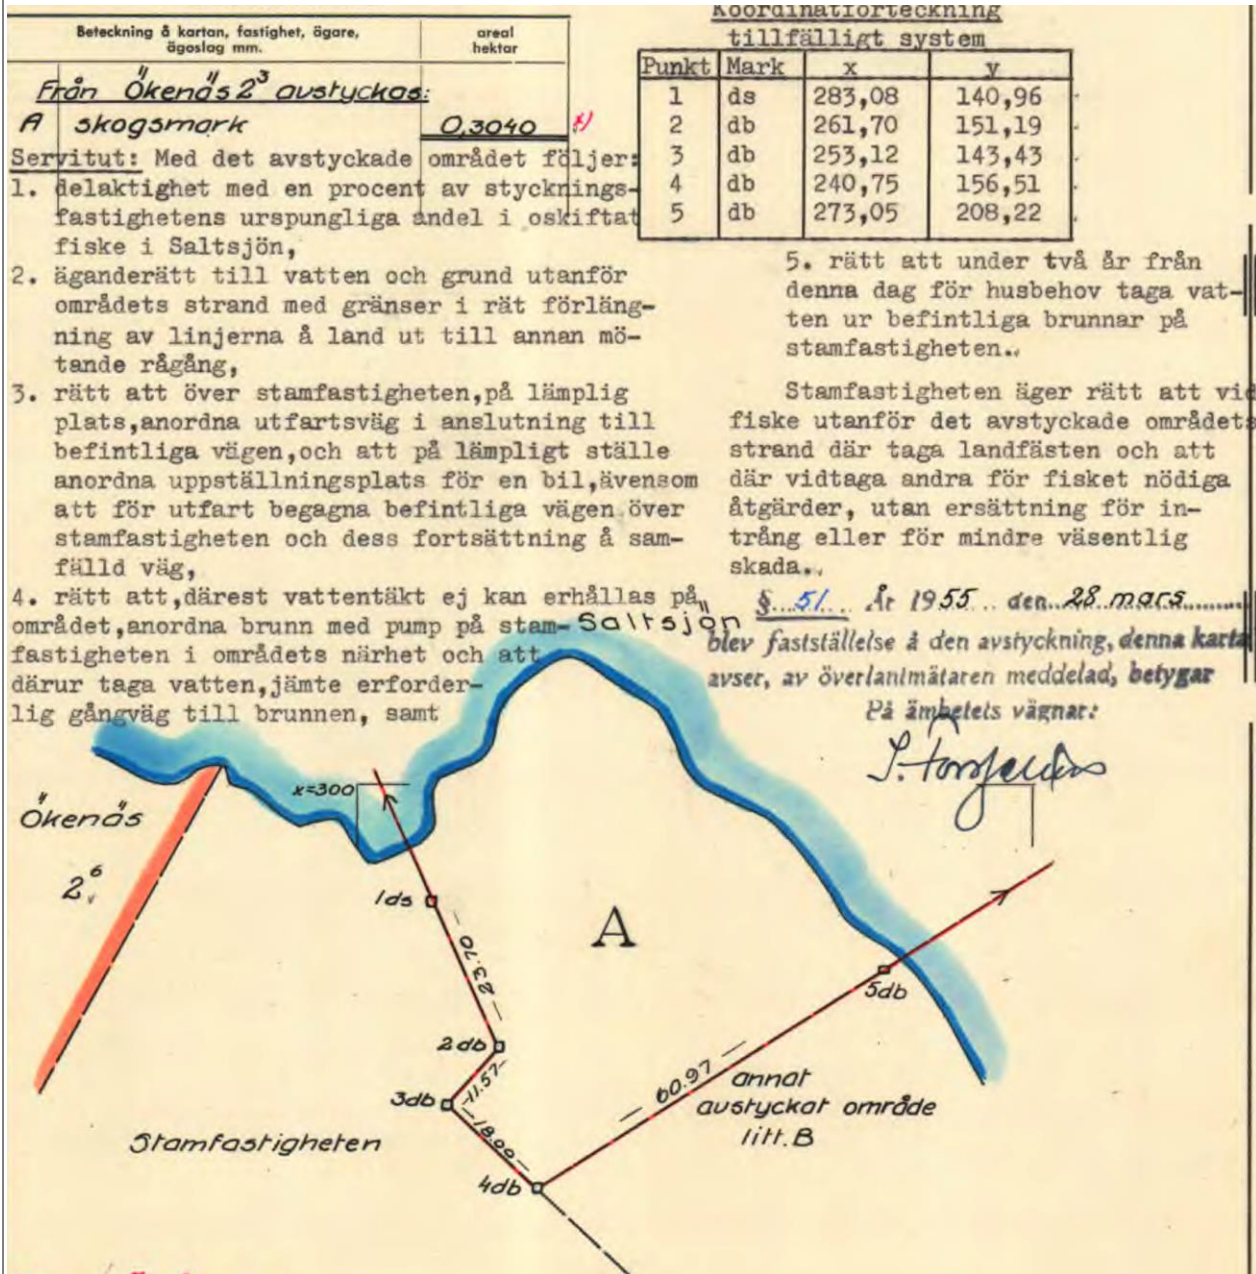 Beteckning å kartan, fastighet, ägare,
ägoslag mm.
areal
hektar
Från Ökenäs 2³ avstyckas:
A skogsmark 0,3040
Servitut: Med det avstyckade området följer:
1. delaktighet med en procent av stycknings-
fastighetens urspungliga andel i oskiftat
fiske i Saltsjön,
2. äganderätt till vatten och grund utanför
områdets strand med gränser i rät förläng-
ning av linjerna å land ut till annan mö-
tande rågång,
3. rätt att över stamfastigheten,på lämplig
plats,anordna utfartsväg i anslutning till
befintliga vägen,och att på lämpligt ställe
anordna uppställningsplats för en bil,ävensom
att för utfart begagna befintliga vägen över
stamfastigheten och dess fortsättning å sam-
fälld väg,
4. rätt att,därest vattentäkt ej kan erhållas på
området,anordna brunn med pump på stam-
fastigheten i områdets närhet och att
därur taga vatten,jämte erforder-
lig gångväg till brunnen, samt
Koordinatförteckning
tillfälligt system
Punkt Mark x y
1 ds 283,08 140,96
2 db 261,70 151,19
3 db 253,12 143,43
4 db 240,75 156,51
5 db 273,05 208,22
5. rätt att under två år från
denna dag för husbehov taga vat-
ten ur befintliga brunnar på
stamfastigheten.
Stamfastigheten äger rätt att vid
fiske utanför det avstyckade områdets
strand där taga landfästen och att
där vidtaga andra för fisket nödiga
åtgärder, utan ersättning för in-
trång eller för mindre väsentlig
skada.
§ 51 År 1955 den 28 mars
blev fastställelse å den avstyckning, denna karta
avser, av överlantmätaren meddelad, betygar
På ämbetets vägnar:
Saltsjön
x=300
Ökenäs
2⁶
1ds
23.70
A
5db
2db
11.57
3db
60.97
annat
avstyckat område
litt. B
18.00
Stamfastigheten
4db